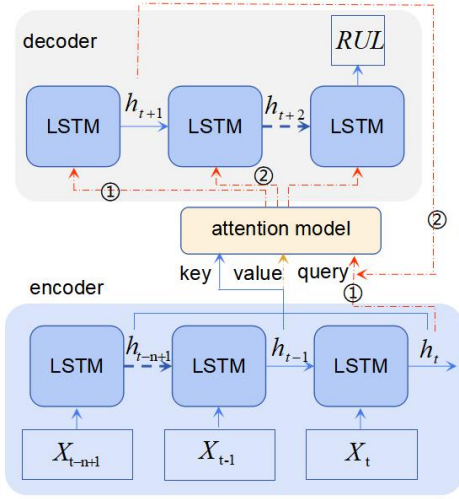 RUL
decoder
h_{t+1}
h_{t+2}
LSTM
LSTM
LSTM
①
②
②
attention model
key
value
query
①
encoder
h_{t-n+1}
h_{t-1}
h_t
LSTM
LSTM
LSTM
X_{t-n+1}
X_{t-1}
X_t